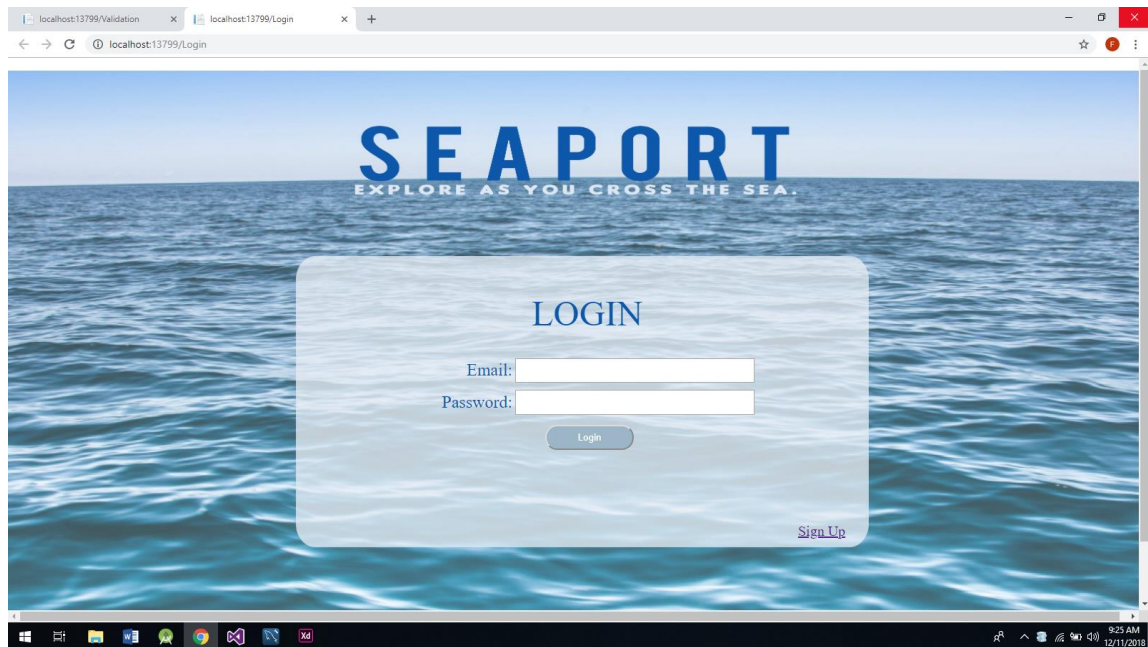 localhost:13799/Validation
localhost:13799/Login
localhost:13799/Login
F
SEAPORT
EXPLORE AS YOU CROSS THE SEA.
LOGIN
Email:
Password:
Login
Sign Up
Xd
9:25 AM
12/11/2018